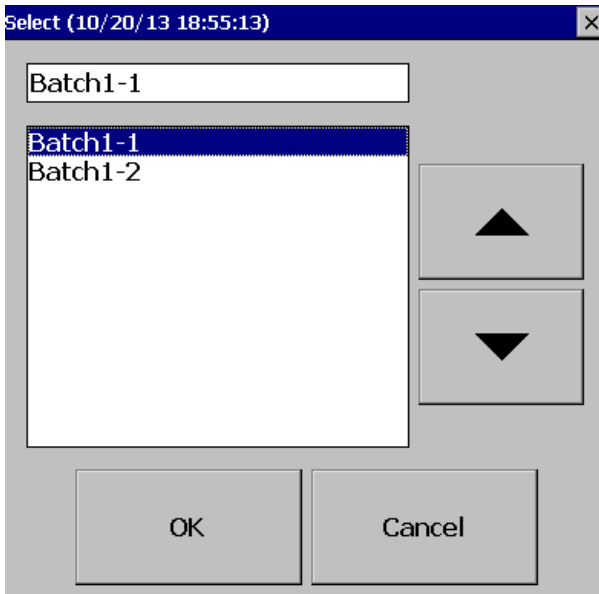 Select (10/20/13 18:55:13)
Batch1-1
Batch1-1
Batch1-2
OK
Cancel